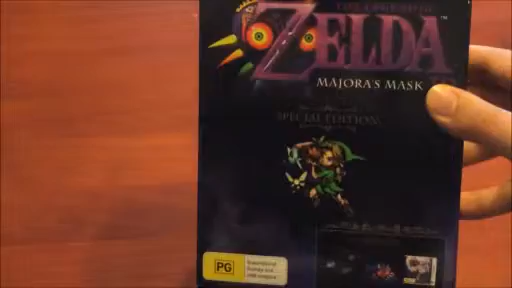 THE LEGEND OF
ZELDA
MAJORA'S MASK
SPECIAL EDITION
PG